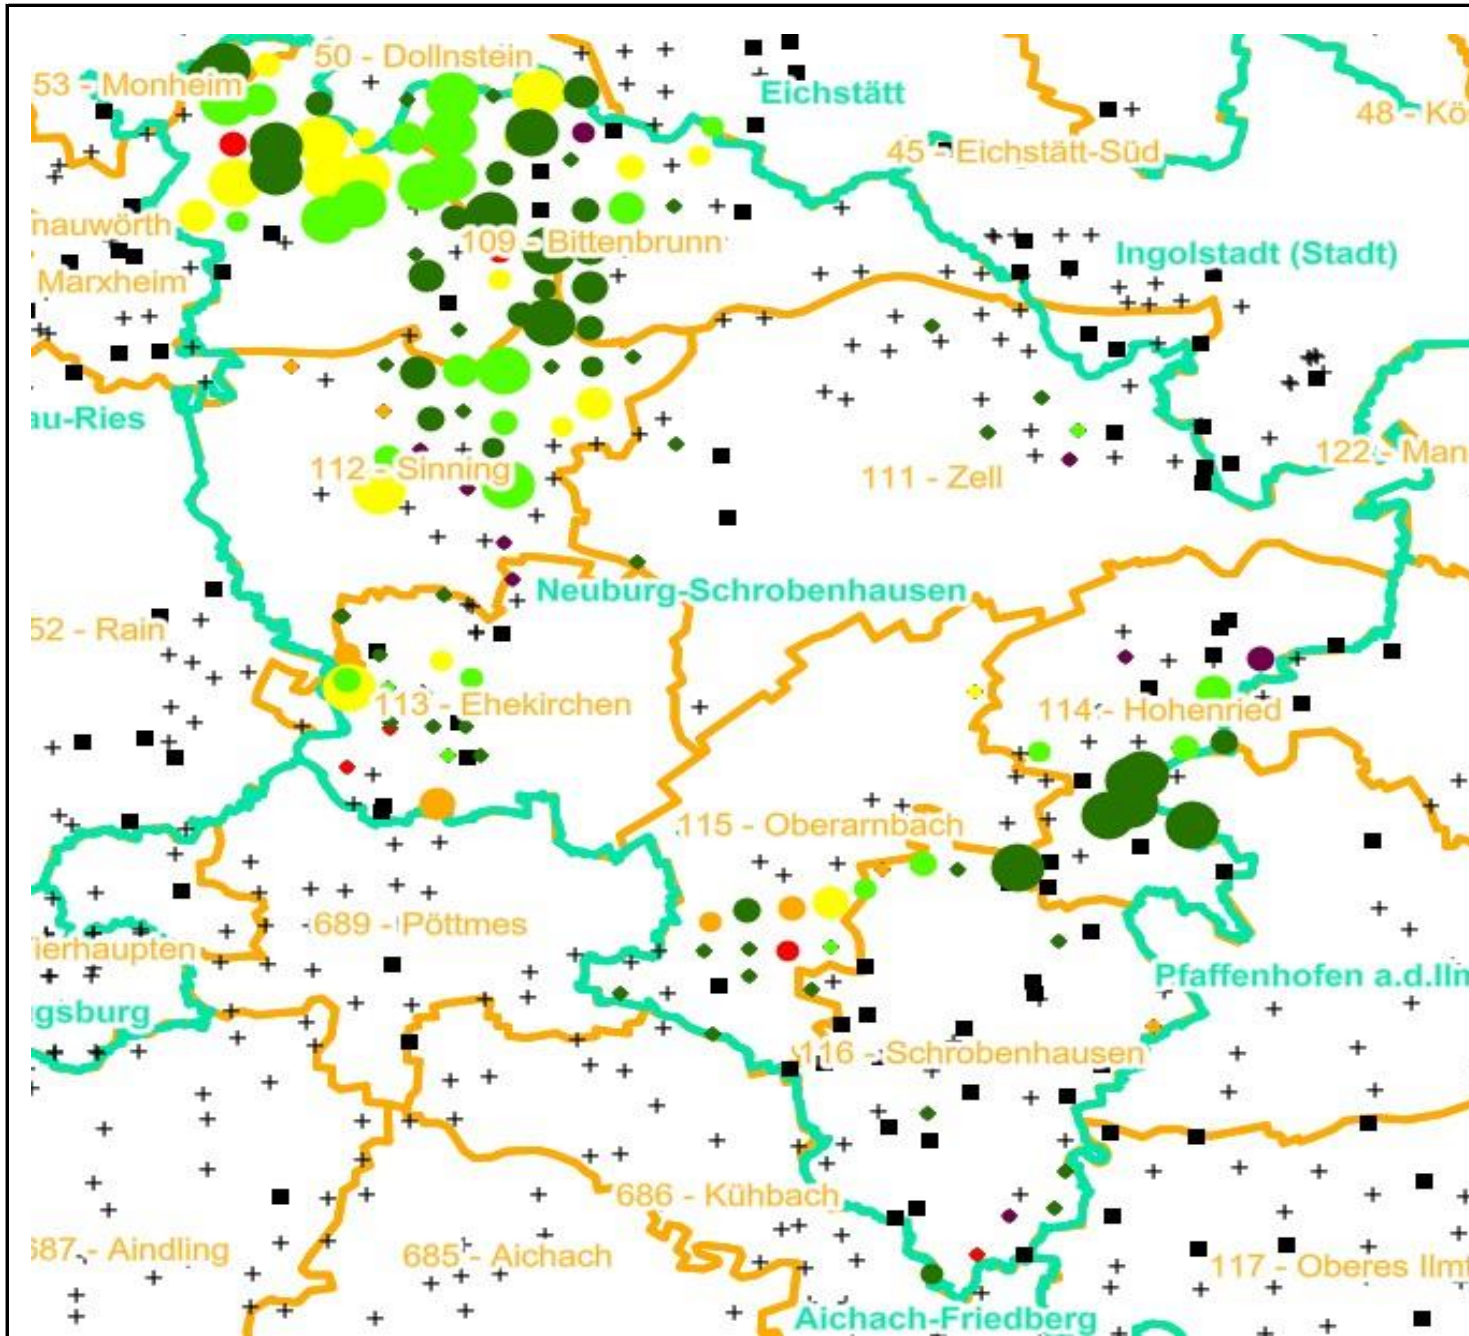 50 - Dollnstein
53 - Monheim
Eichstätt
48 - Kö
45 - Eichstätt-Süd
nauwörth
109 - Bittenbrunn
Ingolstadt (Stadt)
Marxheim
au-Ries
122 - Man
112 - Sinning
111 - Zell
Neuburg-Schrobenhausen
52 - Rain
113 - Ehekirchen
114 - Hohenried
115 - Oberarnbach
689 - Pöttmes
ierhaupten
Pfaffenhofen a.d.Ilm
gsburg
116 - Schrobenhausen
686 - Kühbach
687 - Aindling
685 - Aichach
117 - Oberes Ilmt
Aichach-Friedberg